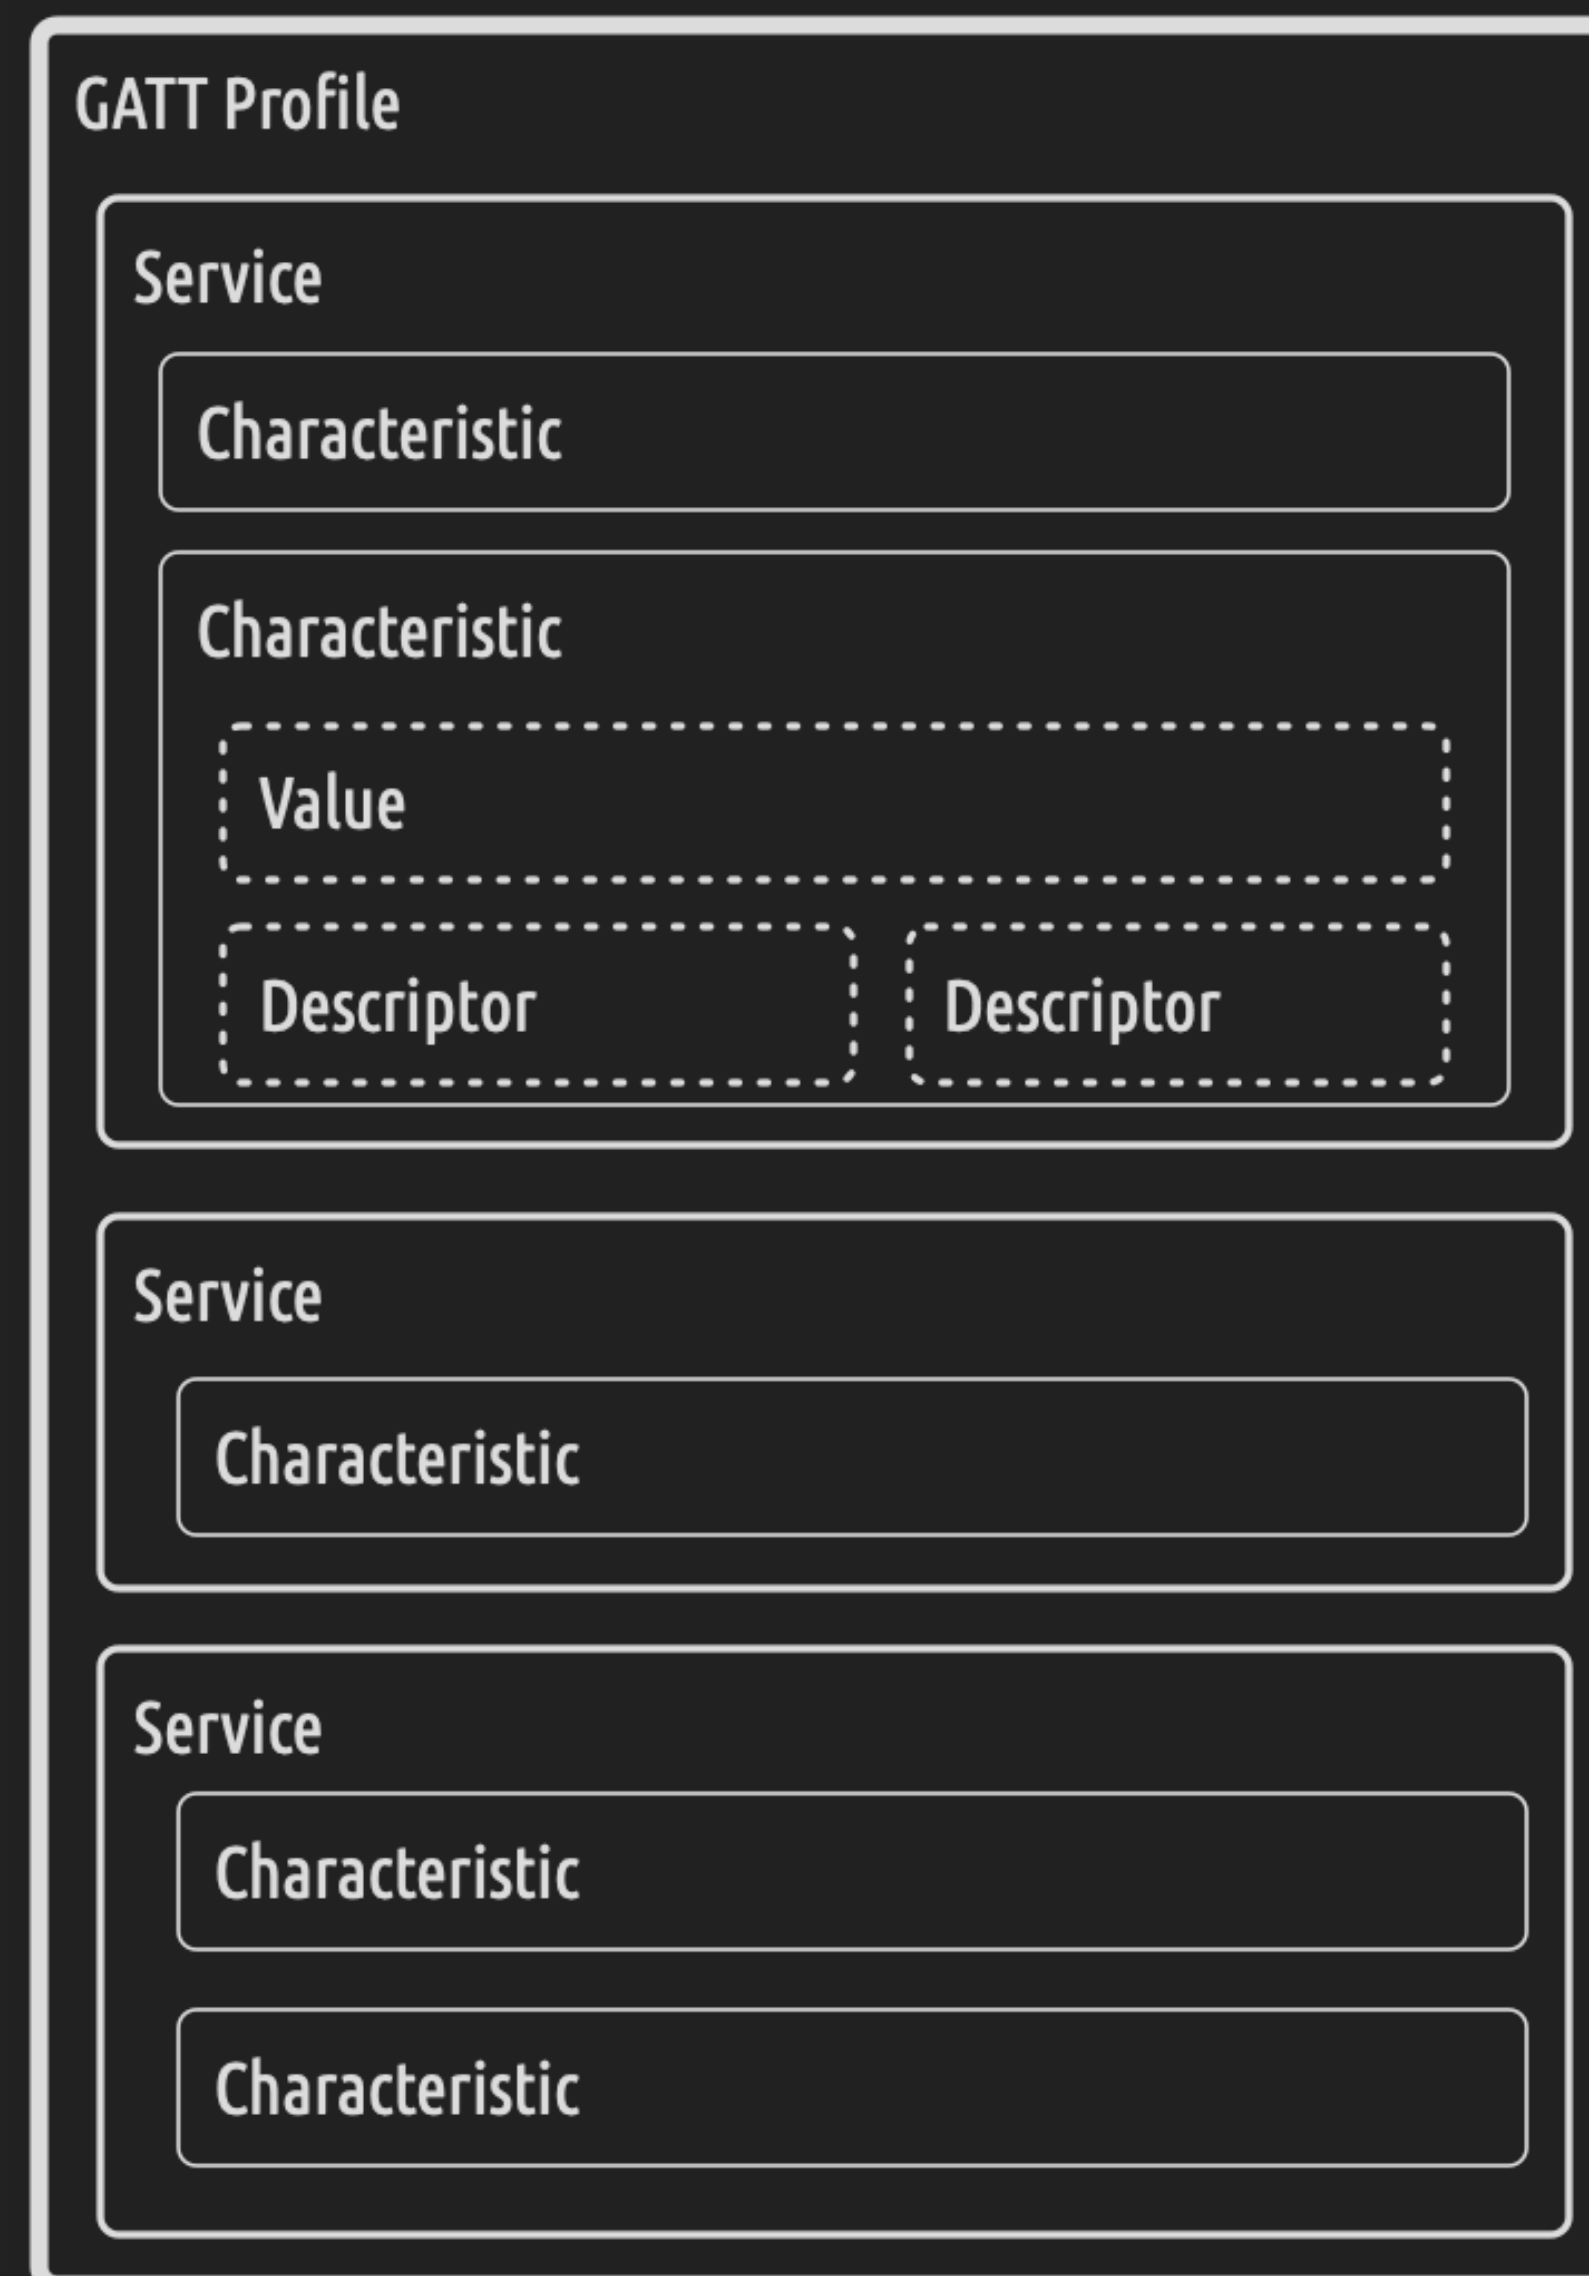 GATT Profile
Service
Characteristic
Characteristic
Value
Descriptor Descriptor
Service
Characteristic
Service
Characteristic
Characteristic